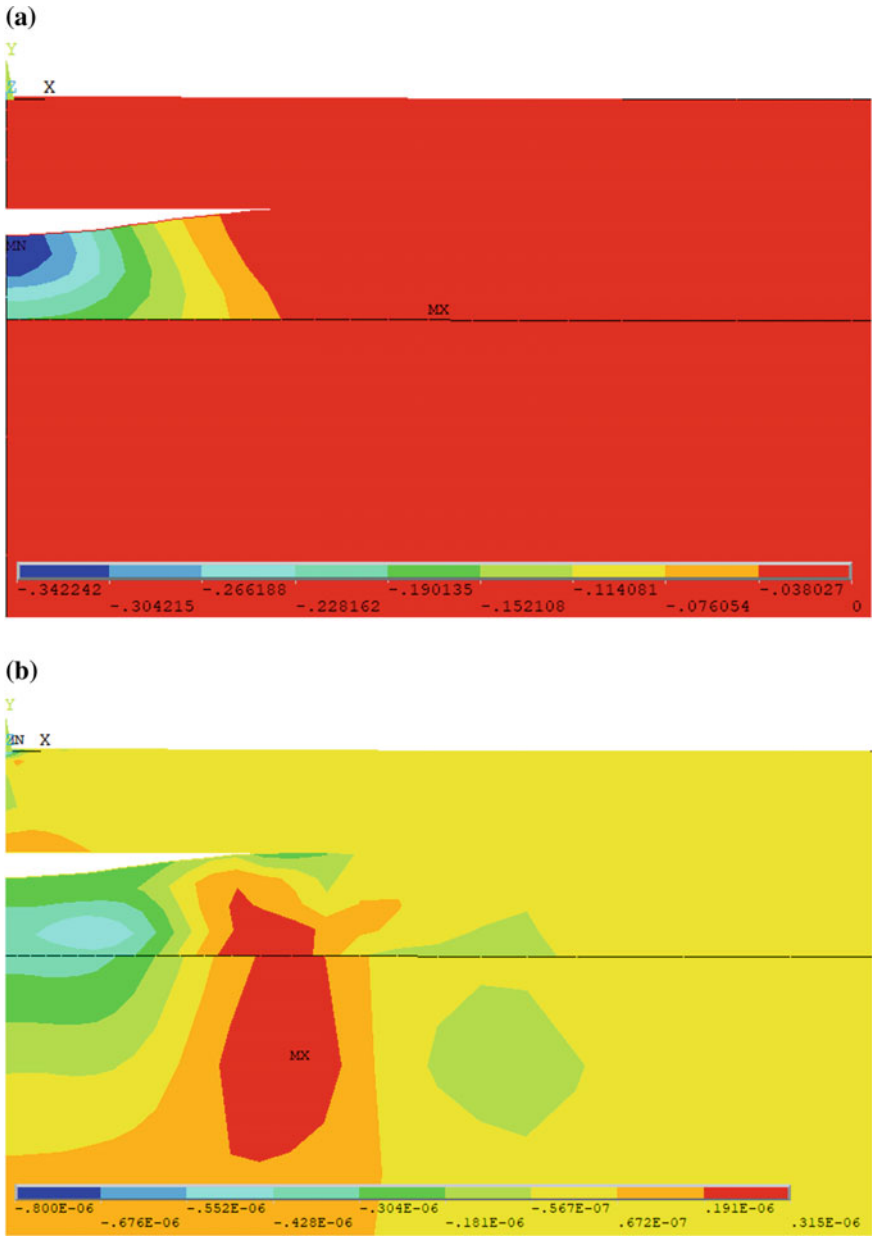 (a)
Y
Z X
MN
MX
-.342242 -.266188 -.190135 -.114081 -.038027
-.304215 -.228162 -.152108 -.076054 0
(b)
Y
MN X
MX
-.800E-06 -.552E-06 -.304E-06 -.567E-07 .191E-06
-.676E-06 -.428E-06 -.181E-06 .672E-07 .315E-06